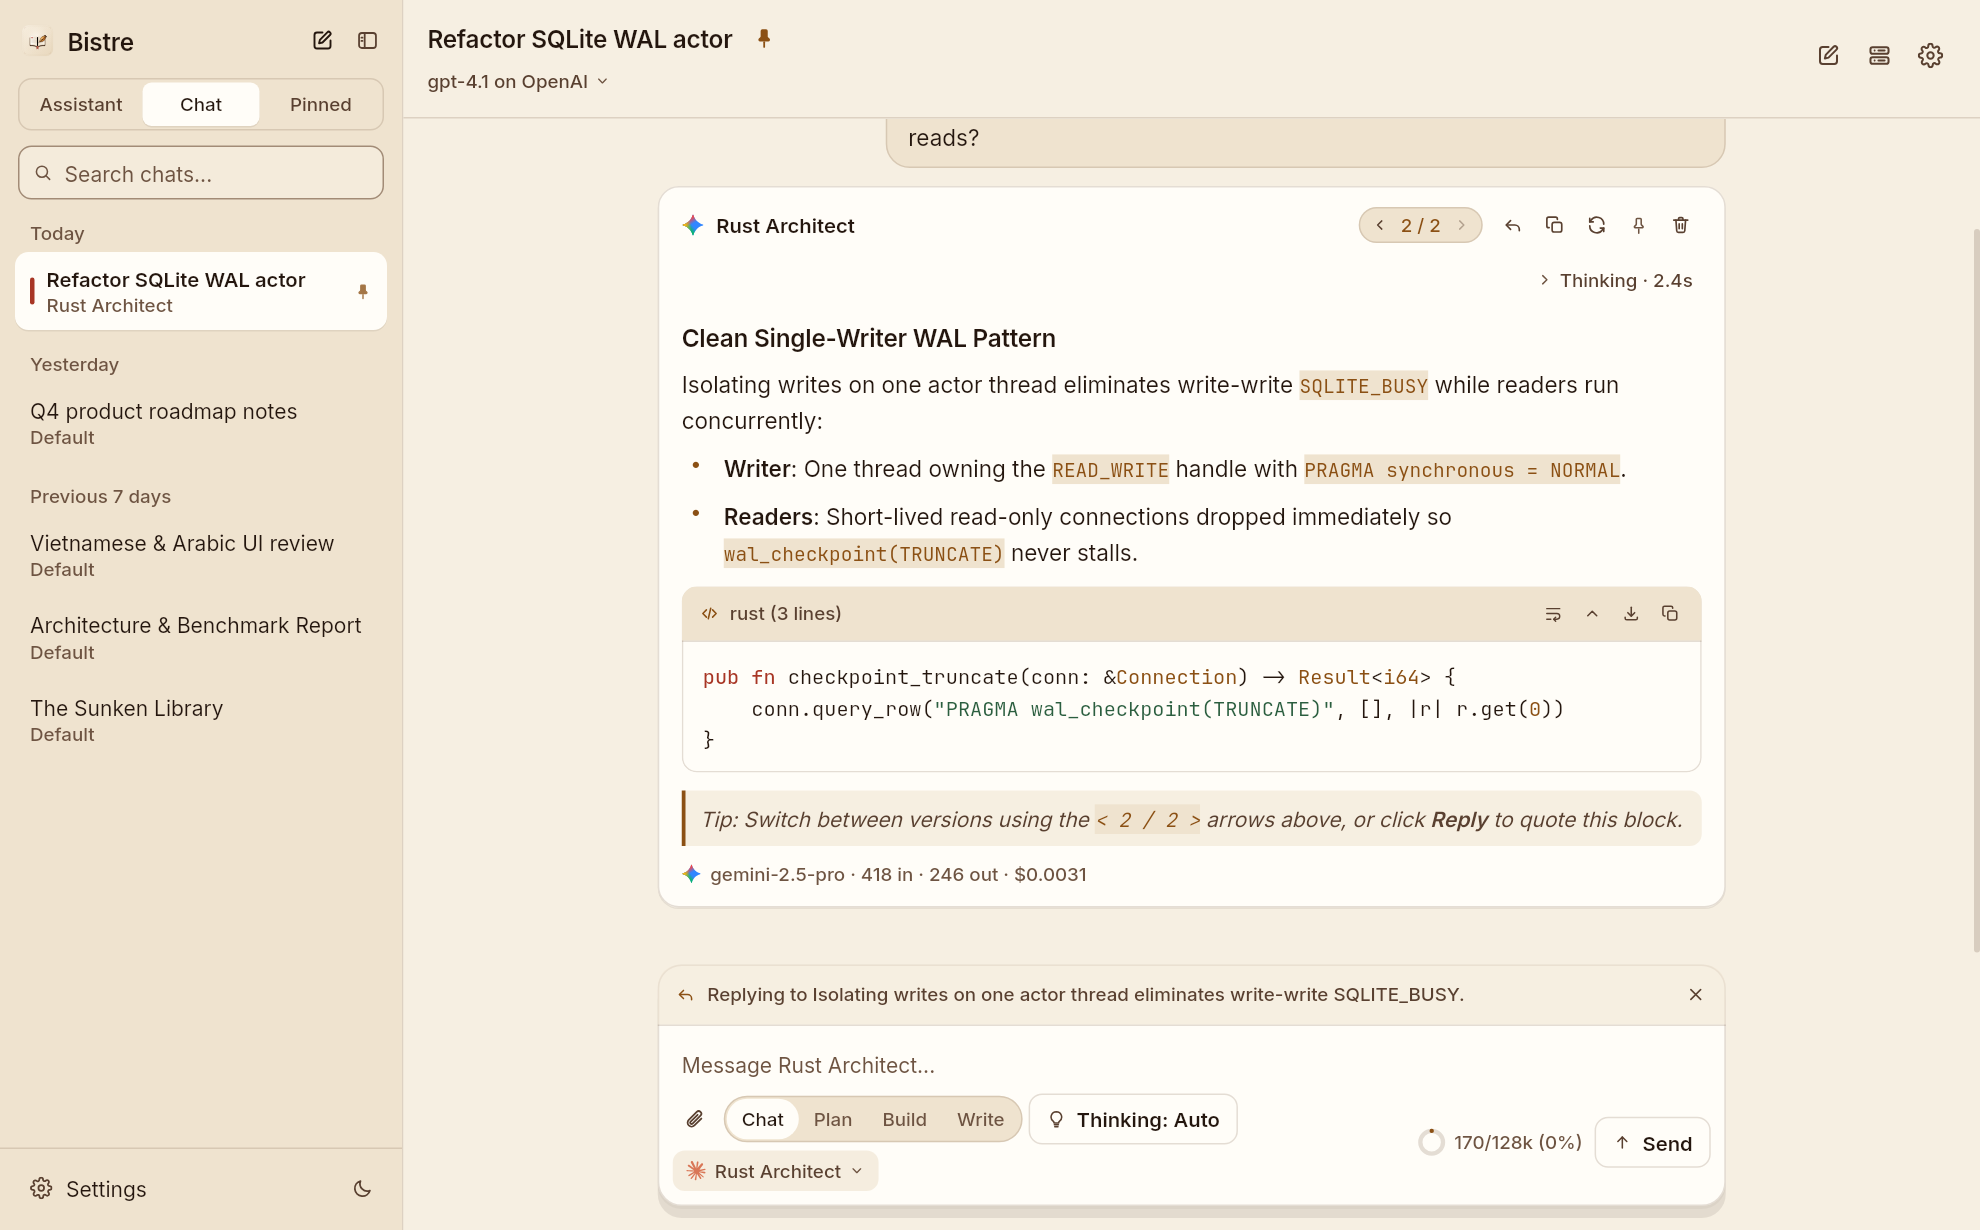 Bistre
Assistant
Chat
Pinned
Search chats...
Today
Refactor SQLite WAL actor
Rust Architect
Yesterday
Q4 product roadmap notes
Default
Previous 7 days
Vietnamese & Arabic UI review
Default
Architecture & Benchmark Report
Default
The Sunken Library
Default
Settings
Refactor SQLite WAL actor
gpt-4.1 on OpenAI
reads?
Rust Architect
2 / 2
Thinking · 2.4s
Clean Single-Writer WAL Pattern
Isolating writes on one actor thread eliminates write-write SQLITE_BUSY while readers run
concurrently:
• Writer: One thread owning the READ_WRITE handle with PRAGMA synchronous = NORMAL.
• Readers: Short-lived read-only connections dropped immediately so
wal_checkpoint(TRUNCATE) never stalls.
rust (3 lines)
pub fn checkpoint_truncate(conn: &Connection) -> Result<i64> {
    conn.query_row("PRAGMA wal_checkpoint(TRUNCATE)", [], |r| r.get(0))
}
Tip: Switch between versions using the < 2 / 2 > arrows above, or click Reply to quote this block.
gemini-2.5-pro · 418 in · 246 out · $0.0031
Replying to Isolating writes on one actor thread eliminates write-write SQLITE_BUSY.
Message Rust Architect...
Chat
Plan
Build
Write
Thinking: Auto
170/128k (0%)
Send
Rust Architect